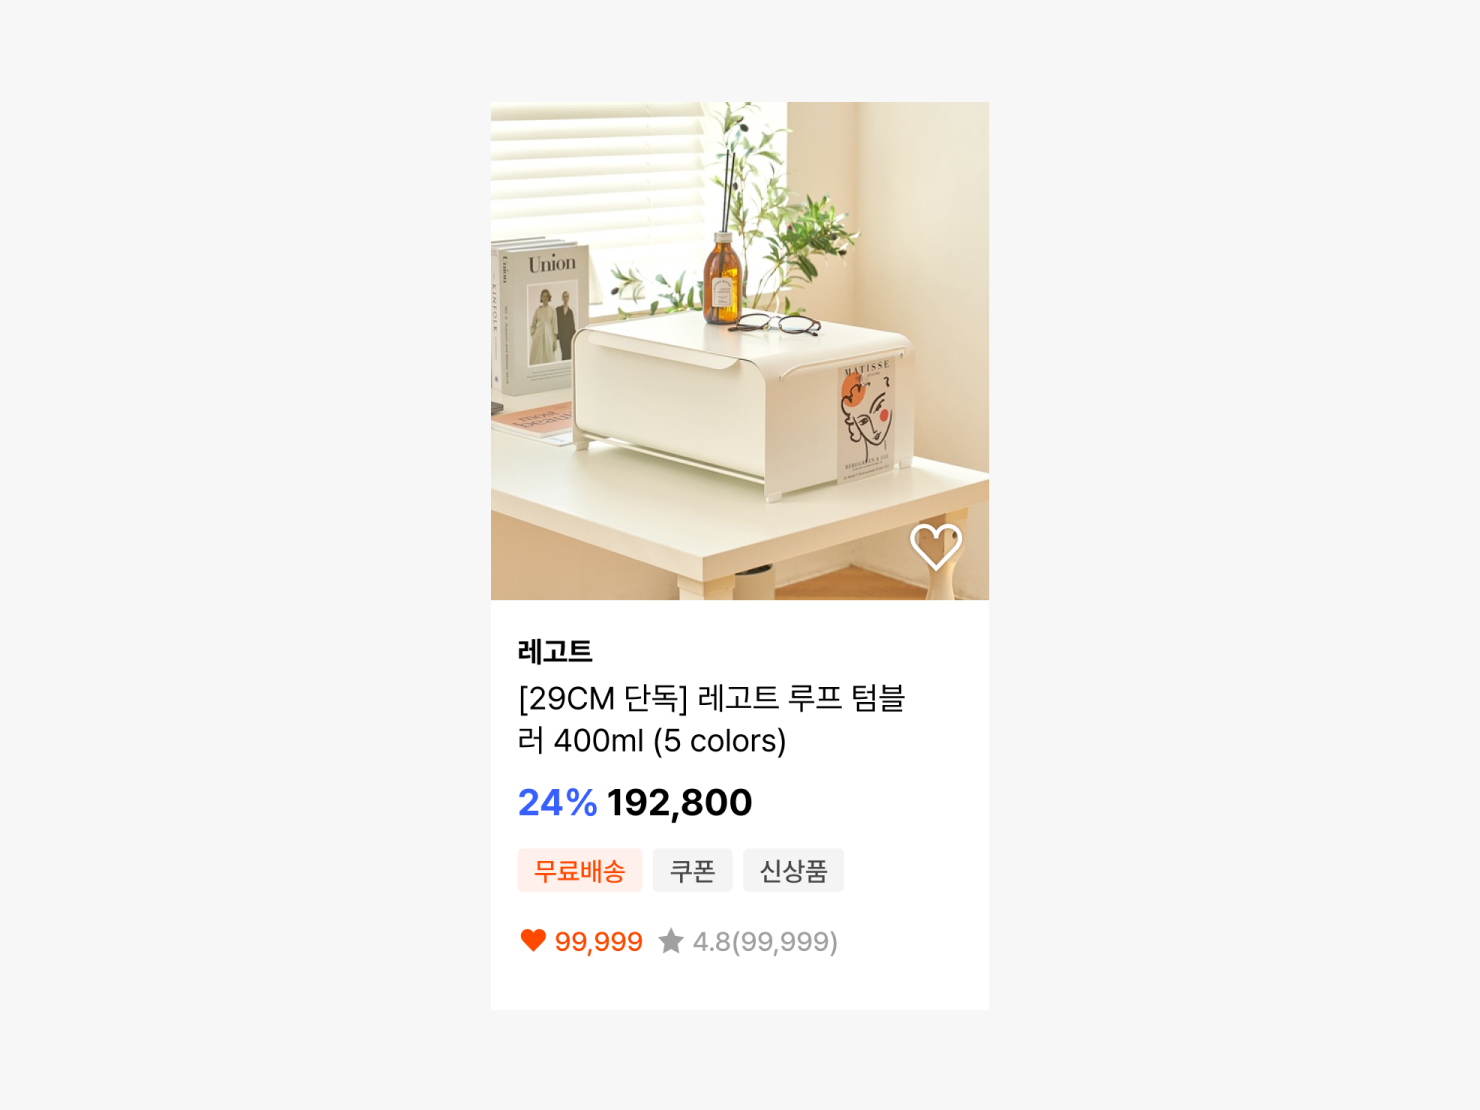 Union
Union
KINFOLK
most
MATISSE
레고트
[29CM 단독] 레고트 루프 텀블
러 400ml (5 colors)
24% 192,800
무료배송 쿠폰 신상품
99,999 4.8(99,999)